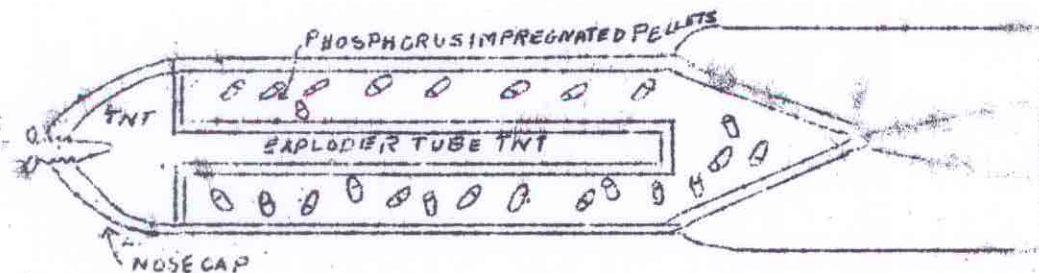 PHOSPHORUS IMPREGNATED PELLETS
TNT
EXPLODER TUBE TNT
NOSE CAP